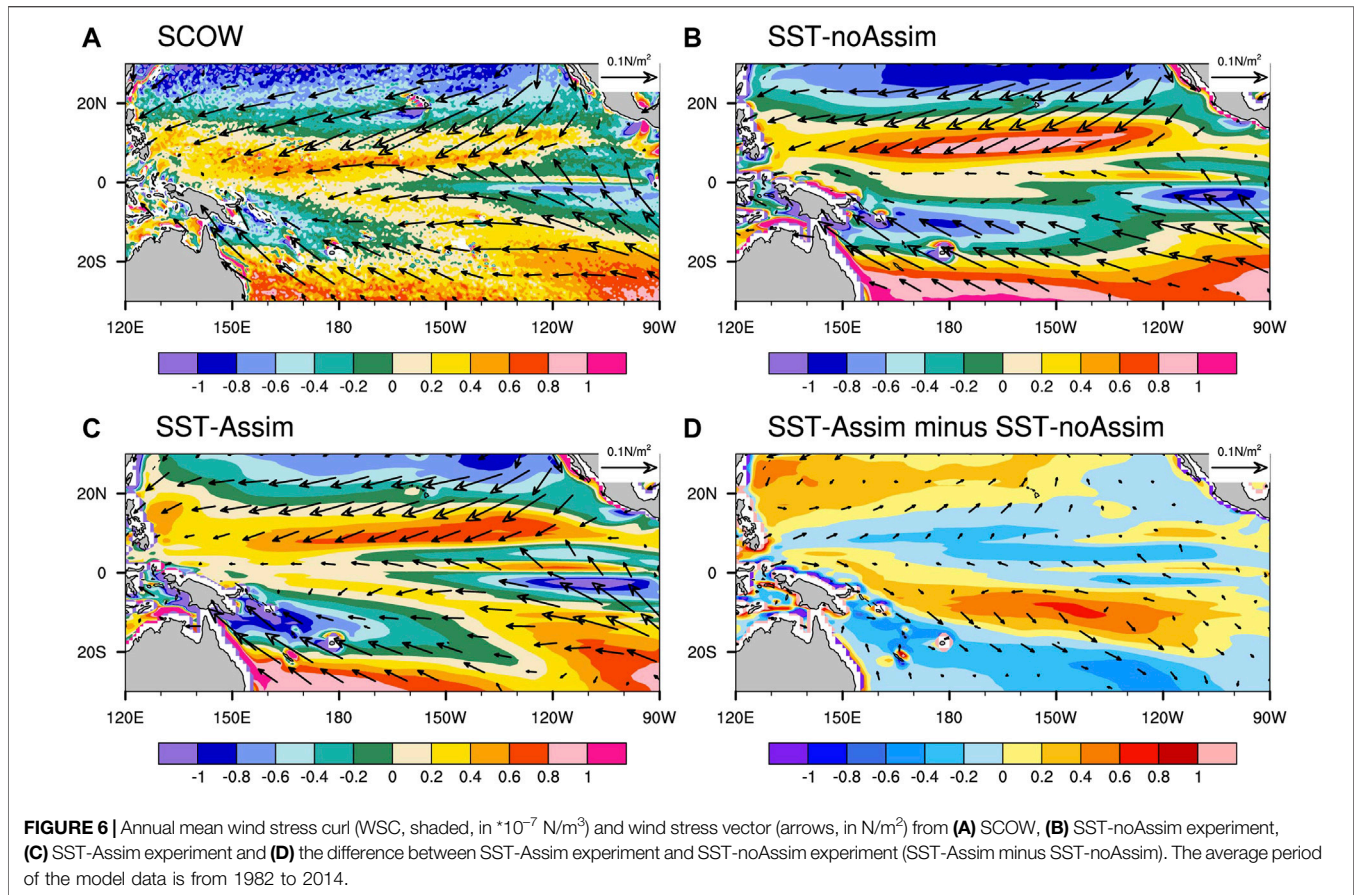 A SCOW
0.1N/m²
20N
0
20S
120E 150E 180 150W 120W 90W
-1 -0.8 -0.6 -0.4 -0.2 0 0.2 0.4 0.6 0.8 1
B SST-noAssim
0.1N/m²
20N
0
20S
120E 150E 180 150W 120W 90W
-1 -0.8 -0.6 -0.4 -0.2 0 0.2 0.4 0.6 0.8 1
C SST-Assim
0.1N/m²
20N
0
20S
120E 150E 180 150W 120W 90W
-1 -0.8 -0.6 -0.4 -0.2 0 0.2 0.4 0.6 0.8 1
D SST-Assim minus SST-noAssim
0.1N/m²
20N
0
20S
120E 150E 180 150W 120W 90W
-1 -0.8 -0.6 -0.4 -0.2 0 0.2 0.4 0.6 0.8 1
FIGURE 6 | Annual mean wind stress curl (WSC, shaded, in *10⁻⁷ N/m³) and wind stress vector (arrows, in N/m²) from (A) SCOW, (B) SST-noAssim experiment,
(C) SST-Assim experiment and (D) the difference between SST-Assim experiment and SST-noAssim experiment (SST-Assim minus SST-noAssim). The average period
of the model data is from 1982 to 2014.